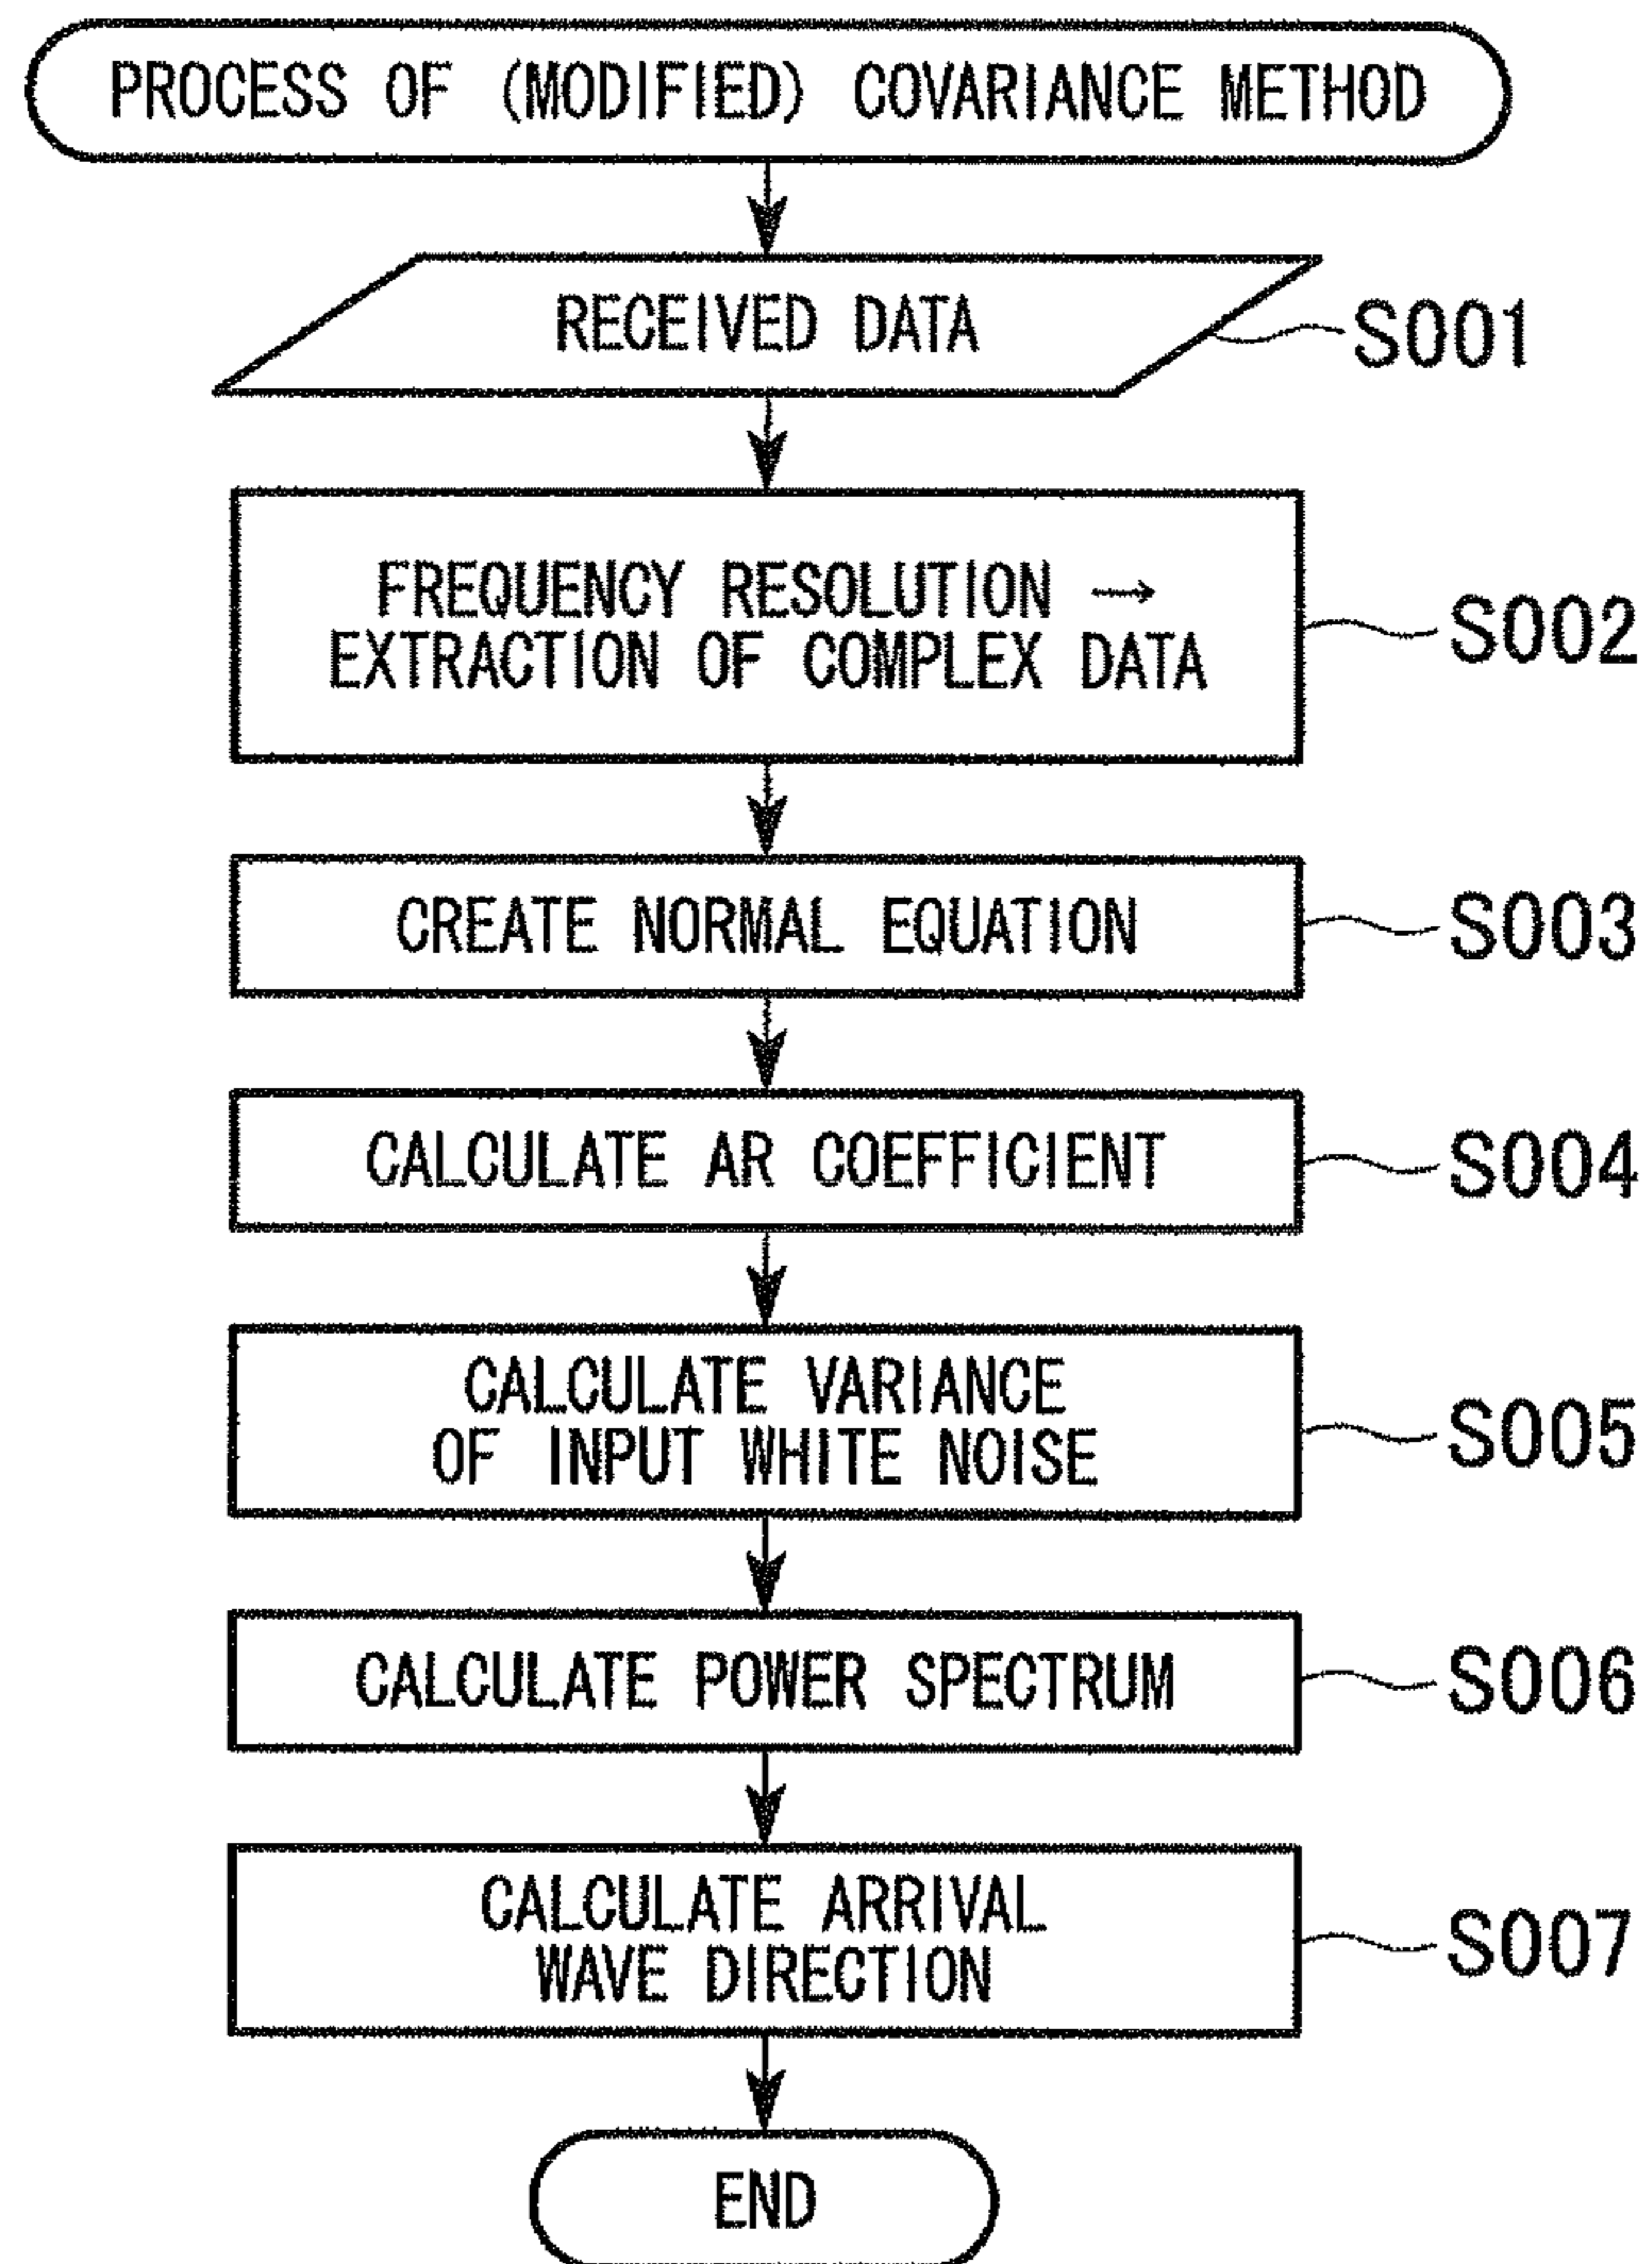 PROCESS OF (MODIFIED) COVARIANCE METHOD
RECEIVED DATA
S001
FREQUENCY RESOLUTION →
EXTRACTION OF COMPLEX DATA
S002
CREATE NORMAL EQUATION
S003
CALCULATE AR COEFFICIENT
S004
CALCULATE VARIANCE
OF INPUT WHITE NOISE
S005
CALCULATE POWER SPECTRUM
S006
CALCULATE ARRIVAL
WAVE DIRECTION
S007
END